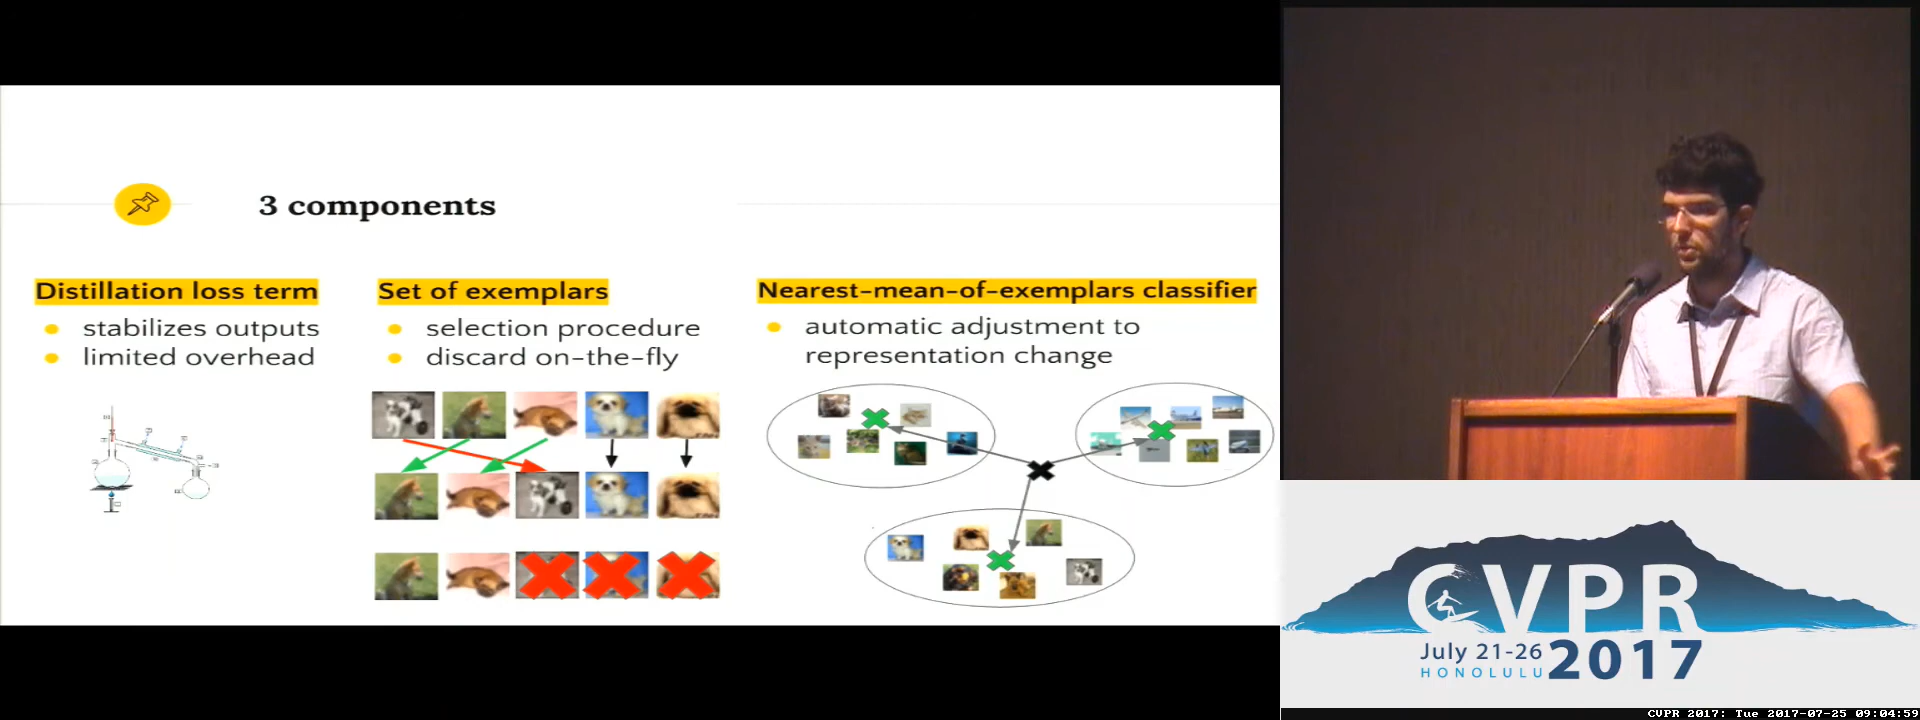 3 components
Distillation loss term
stabilizes outputs
limited overhead
Set of exemplars
selection procedure
discard on-the-fly
Nearest-mean-of-exemplars classifier
automatic adjustment to
representation change
CVPR
July 21-26
HONOLULU
2017
CVPR 2017: Tue 2017-07-25 09:04:59